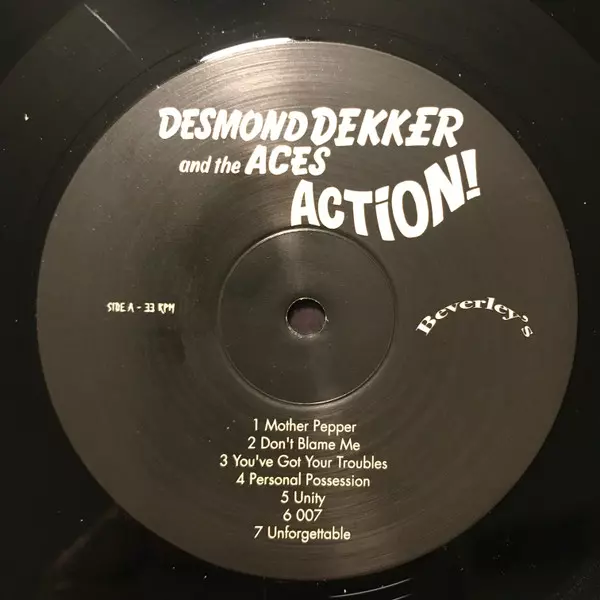 DESMOND DEKKER
and the ACES
ACTiON!
SIDE A - 33 RPM
Beverley's
1 Mother Pepper
2 Don't Blame Me
3 You've Got Your Troubles
4 Personal Possession
5 Unity
6 007
7 Unforgettable